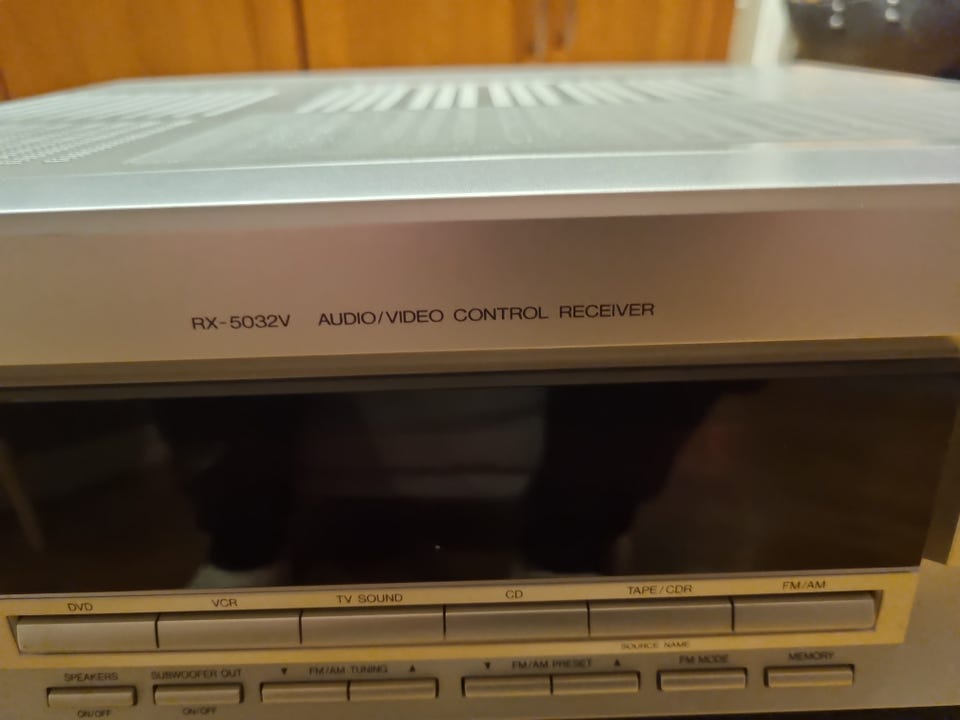 RX-5032V AUDIO/VIDEO CONTROL RECEIVER
DVD VCR TV SOUND CD TAPE/CDR FM/AM
SOURCE NAME
SPEAKERS SUBWOOFER OUT ▼ FM/AM TUNING ▲ ▼ FM/AM PRESET ▲ FM MODE MEMORY
ON/OFF ON/OFF